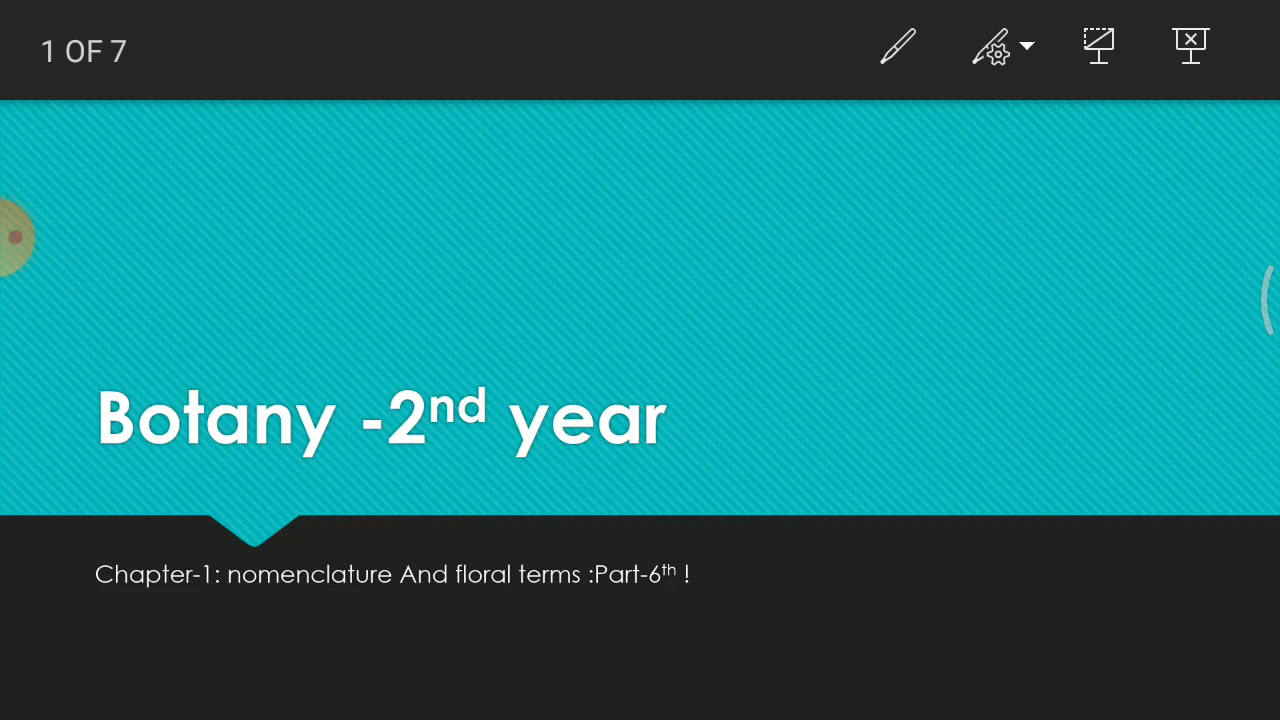 1 OF 7
Botany -2nd year
Chapter-1: nomenclature And floral terms :Part-6th !